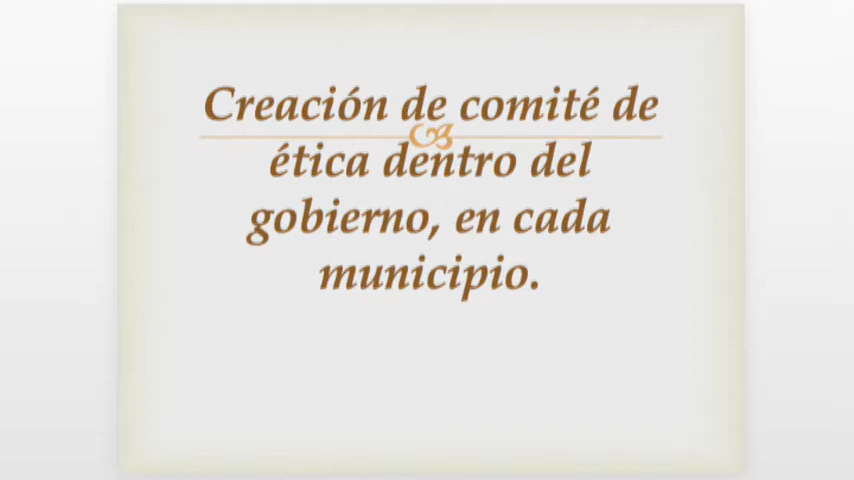 Creación de comité de
ética dentro del
gobierno, en cada
municipio.